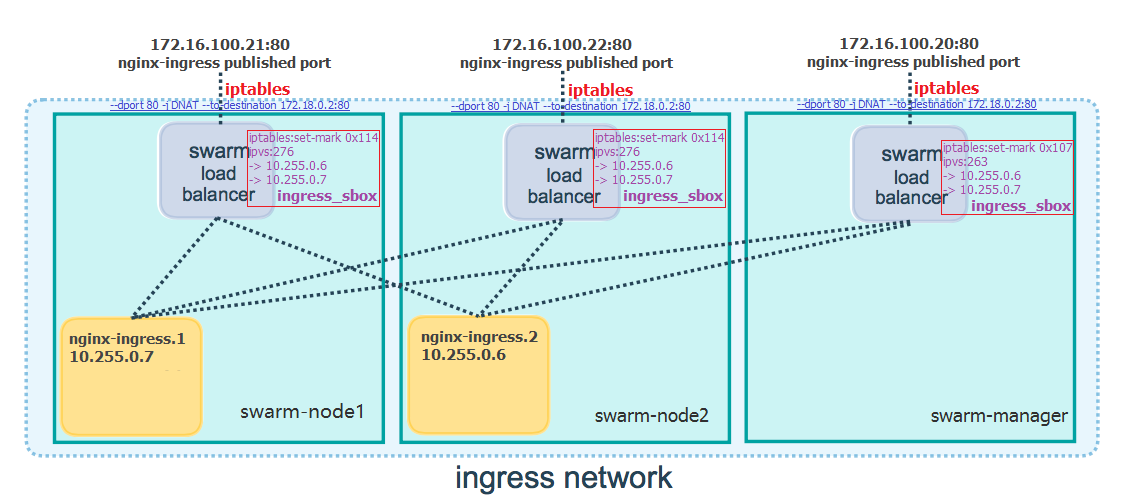 172.16.100.21:80
nginx-ingress published port
iptables
--dport 80 -j DNAT --to-destination 172.18.0.2:80
172.16.100.22:80
nginx-ingress published port
iptables
--dport 80 -j DNAT --to-destination 172.18.0.2:80
172.16.100.20:80
nginx-ingress published port
iptables
--dport 80 -j DNAT --to-destination 172.18.0.2:80
swarm
load
balancer
iptables:set-mark 0x114
ipvs:276
-> 10.255.0.6
-> 10.255.0.7
ingress_sbox
swarm
load
balancer
iptables:set-mark 0x114
ipvs:276
-> 10.255.0.6
-> 10.255.0.7
ingress_sbox
swarm
load
balancer
iptables:set-mark 0x107
ipvs:263
-> 10.255.0.6
-> 10.255.0.7
ingress_sbox
nginx-ingress.1
10.255.0.7
swarm-node1
nginx-ingress.2
10.255.0.6
swarm-node2
swarm-manager
ingress network